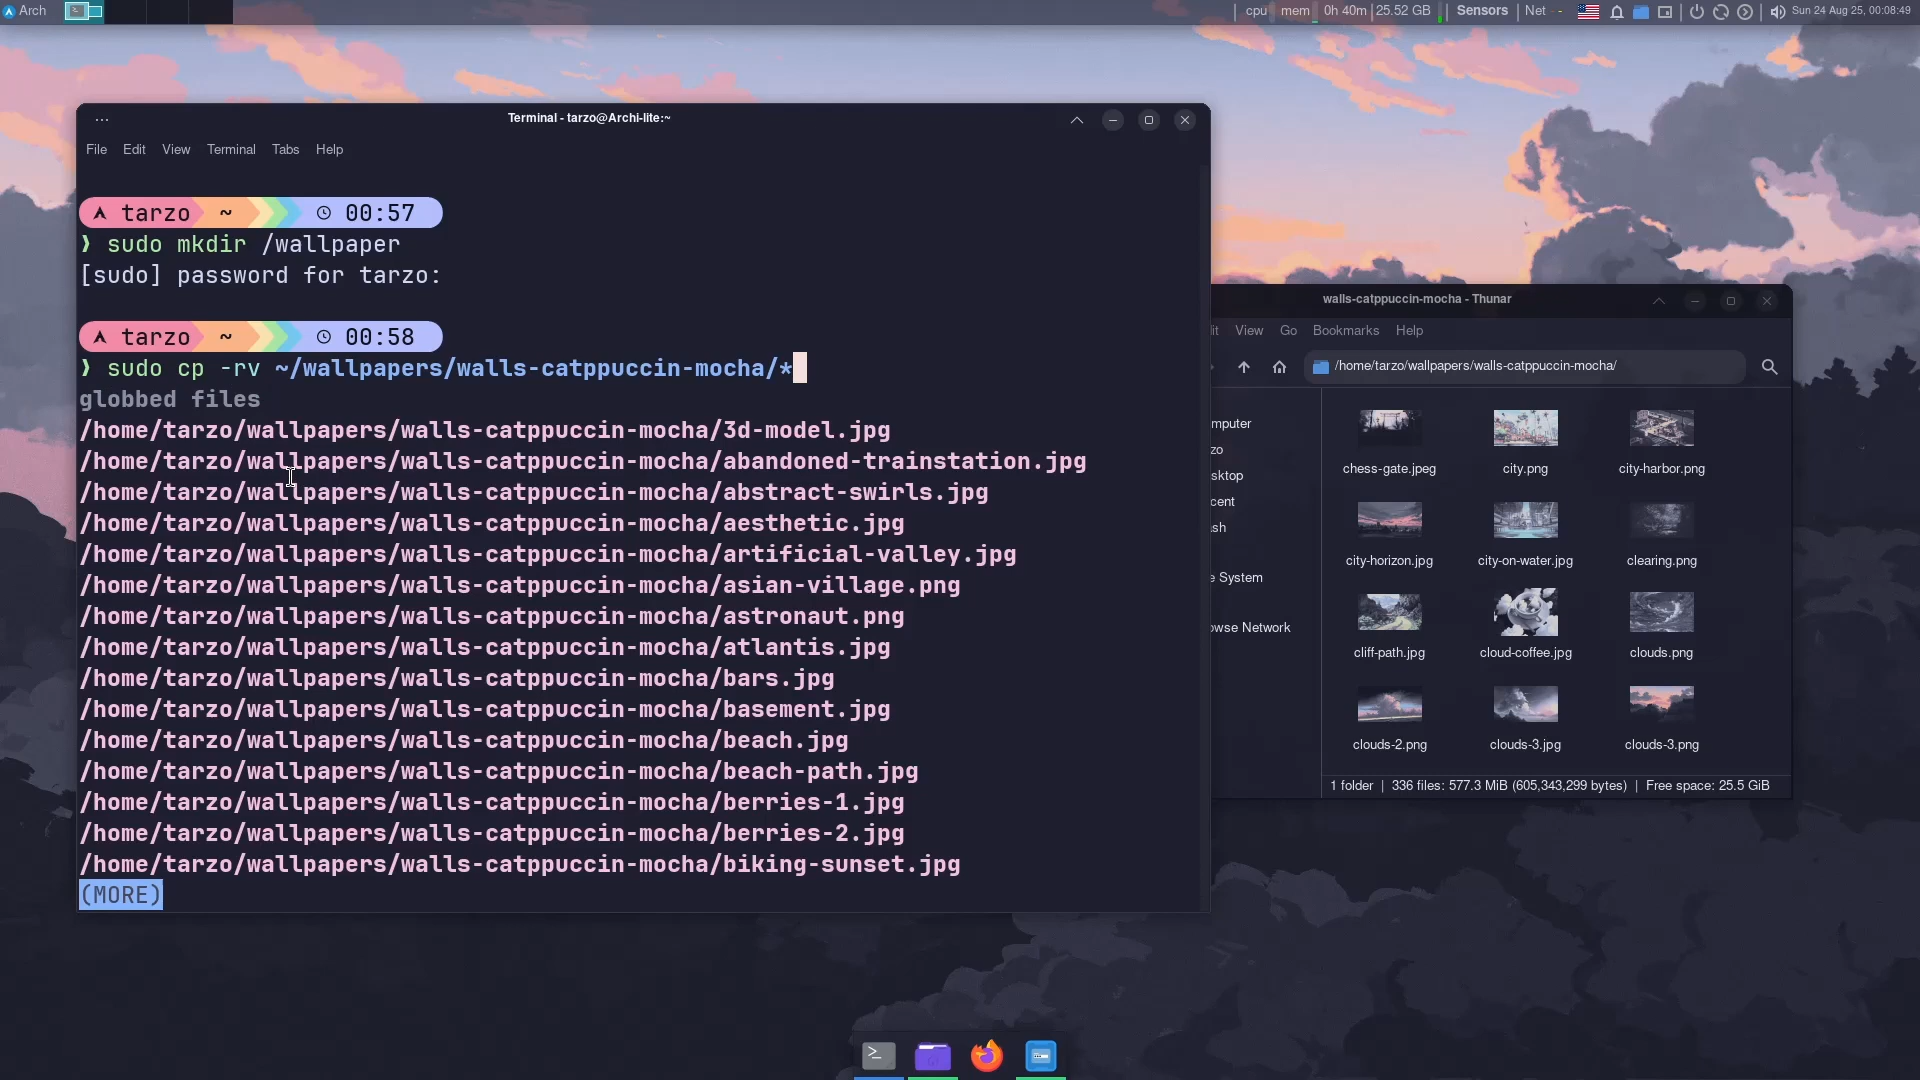 Arch
cpu mem 0h 40m 25.52 GB Sensors Net -- Sun 24 Aug 25, 00:08:49
Terminal - tarzo@Archi-lite:~
File Edit View Terminal Tabs Help
tarzo ~ 00:57
❱ sudo mkdir /wallpaper
[sudo] password for tarzo:
tarzo ~ 00:58
❱ sudo cp -rv ~/wallpapers/walls-catppuccin-mocha/*
globbed files
/home/tarzo/wallpapers/walls-catppuccin-mocha/3d-model.jpg
/home/tarzo/wallpapers/walls-catppuccin-mocha/abandoned-trainstation.jpg
/home/tarzo/wallpapers/walls-catppuccin-mocha/abstract-swirls.jpg
/home/tarzo/wallpapers/walls-catppuccin-mocha/aesthetic.jpg
/home/tarzo/wallpapers/walls-catppuccin-mocha/artificial-valley.jpg
/home/tarzo/wallpapers/walls-catppuccin-mocha/asian-village.png
/home/tarzo/wallpapers/walls-catppuccin-mocha/astronaut.png
/home/tarzo/wallpapers/walls-catppuccin-mocha/atlantis.jpg
/home/tarzo/wallpapers/walls-catppuccin-mocha/bars.jpg
/home/tarzo/wallpapers/walls-catppuccin-mocha/basement.jpg
/home/tarzo/wallpapers/walls-catppuccin-mocha/beach.jpg
/home/tarzo/wallpapers/walls-catppuccin-mocha/beach-path.jpg
/home/tarzo/wallpapers/walls-catppuccin-mocha/berries-1.jpg
/home/tarzo/wallpapers/walls-catppuccin-mocha/berries-2.jpg
/home/tarzo/wallpapers/walls-catppuccin-mocha/biking-sunset.jpg
(MORE)
walls-catppuccin-mocha - Thunar
it View Go Bookmarks Help
/home/tarzo/wallpapers/walls-catppuccin-mocha/
mputer
zo
sktop
cent
sh
e System
owse Network
chess-gate.jpeg city.png city-harbor.png
city-horizon.jpg city-on-water.jpg clearing.png
cliff-path.jpg cloud-coffee.jpg clouds.png
clouds-2.png clouds-3.jpg clouds-3.png
1 folder | 336 files: 577.3 MiB (605,343,299 bytes) | Free space: 25.5 GiB